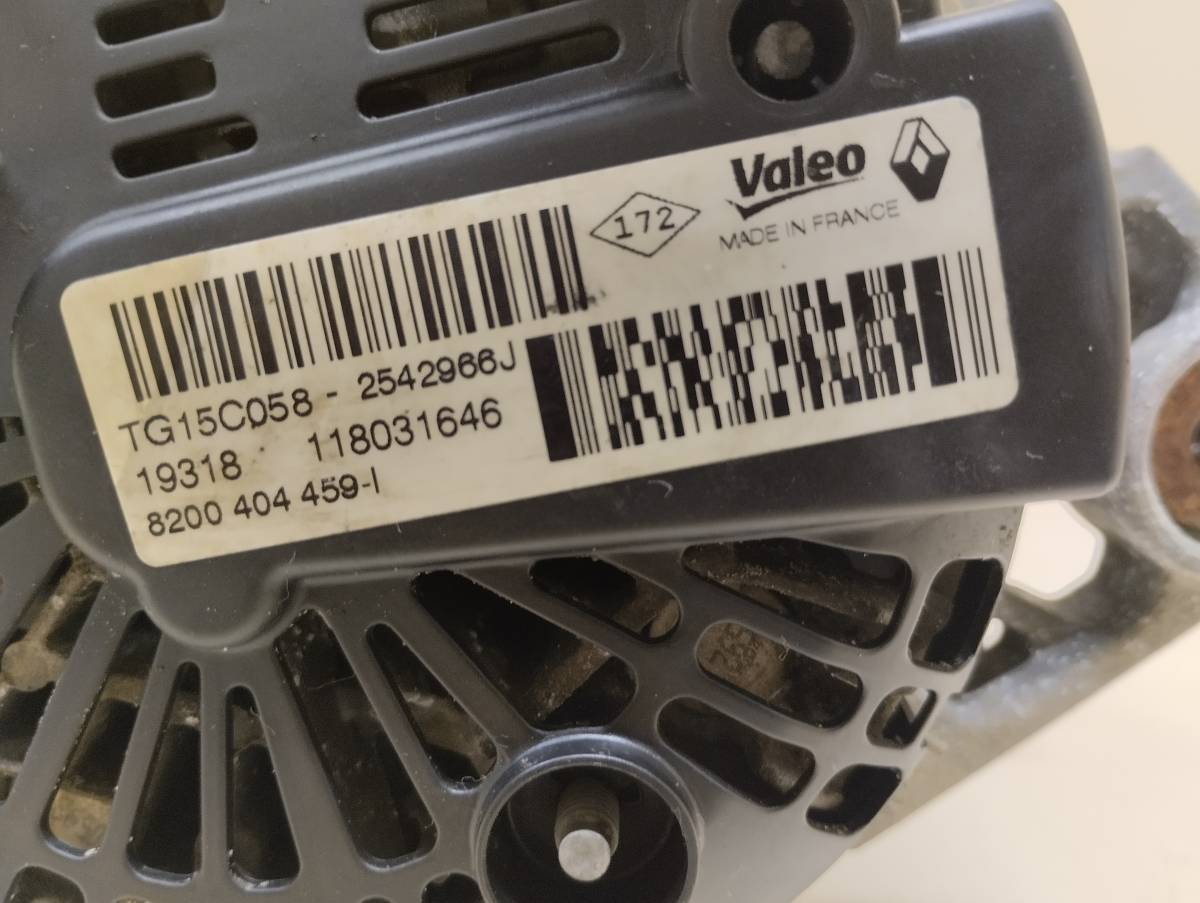 172
Valeo
MADE IN FRANCE
TG15C058 - 2542966J
19318 118031646
8200 404 459-I